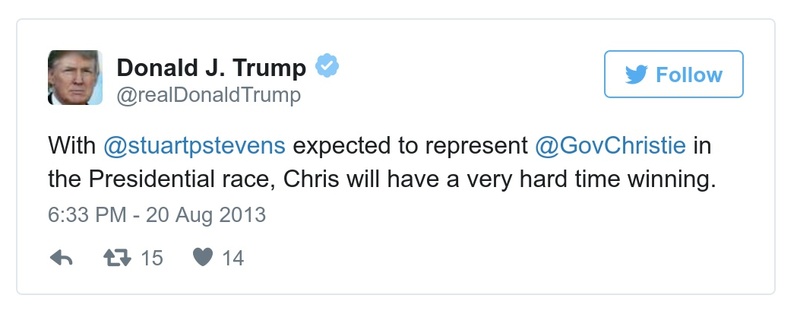 Donald J. Trump
@realDonaldTrump
Follow
With @stuartpstevens expected to represent @GovChristie in
the Presidential race, Chris will have a very hard time winning.
6:33 PM - 20 Aug 2013
15 14